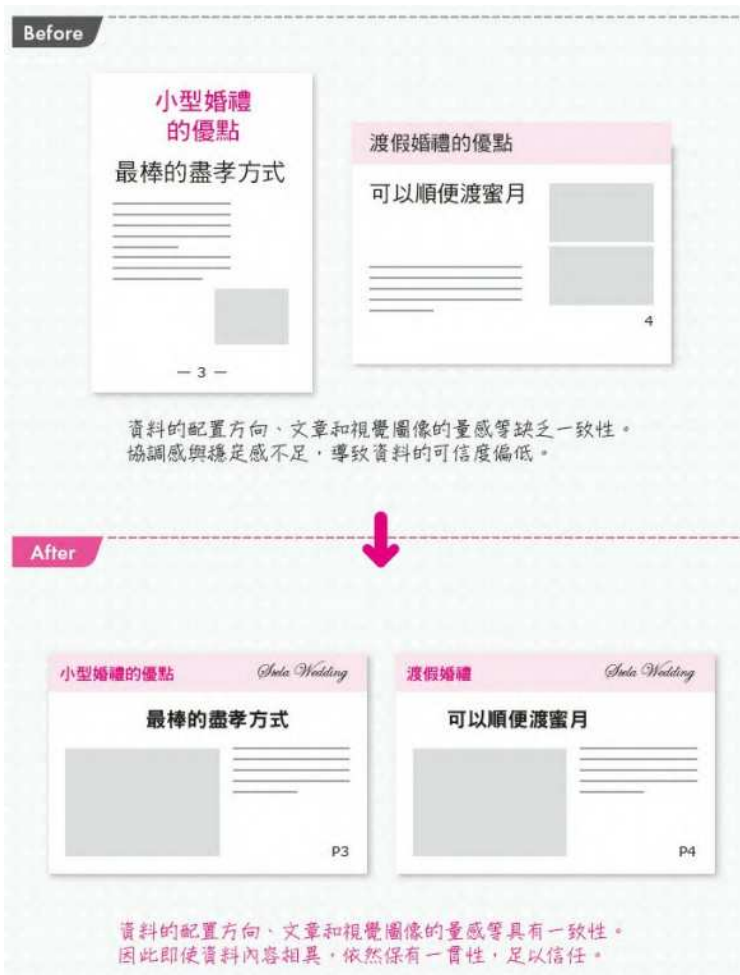 Before
小型婚禮
的優點
最棒的盡孝方式
— 3 —
渡假婚禮的優點
可以順便渡蜜月
4
資料的配置方向、文章和視覺圖像的量感等缺乏一致性。
協調感與穩定感不足，導致資料的可信度偏低。
After
小型婚禮的優點
Stela Wedding
最棒的盡孝方式
P3
渡假婚禮
Stela Wedding
可以順便渡蜜月
P4
資料的配置方向、文章和視覺圖像的量感等具有一致性。
因此即使資料內容相異，依然保有一貫性，足以信任。